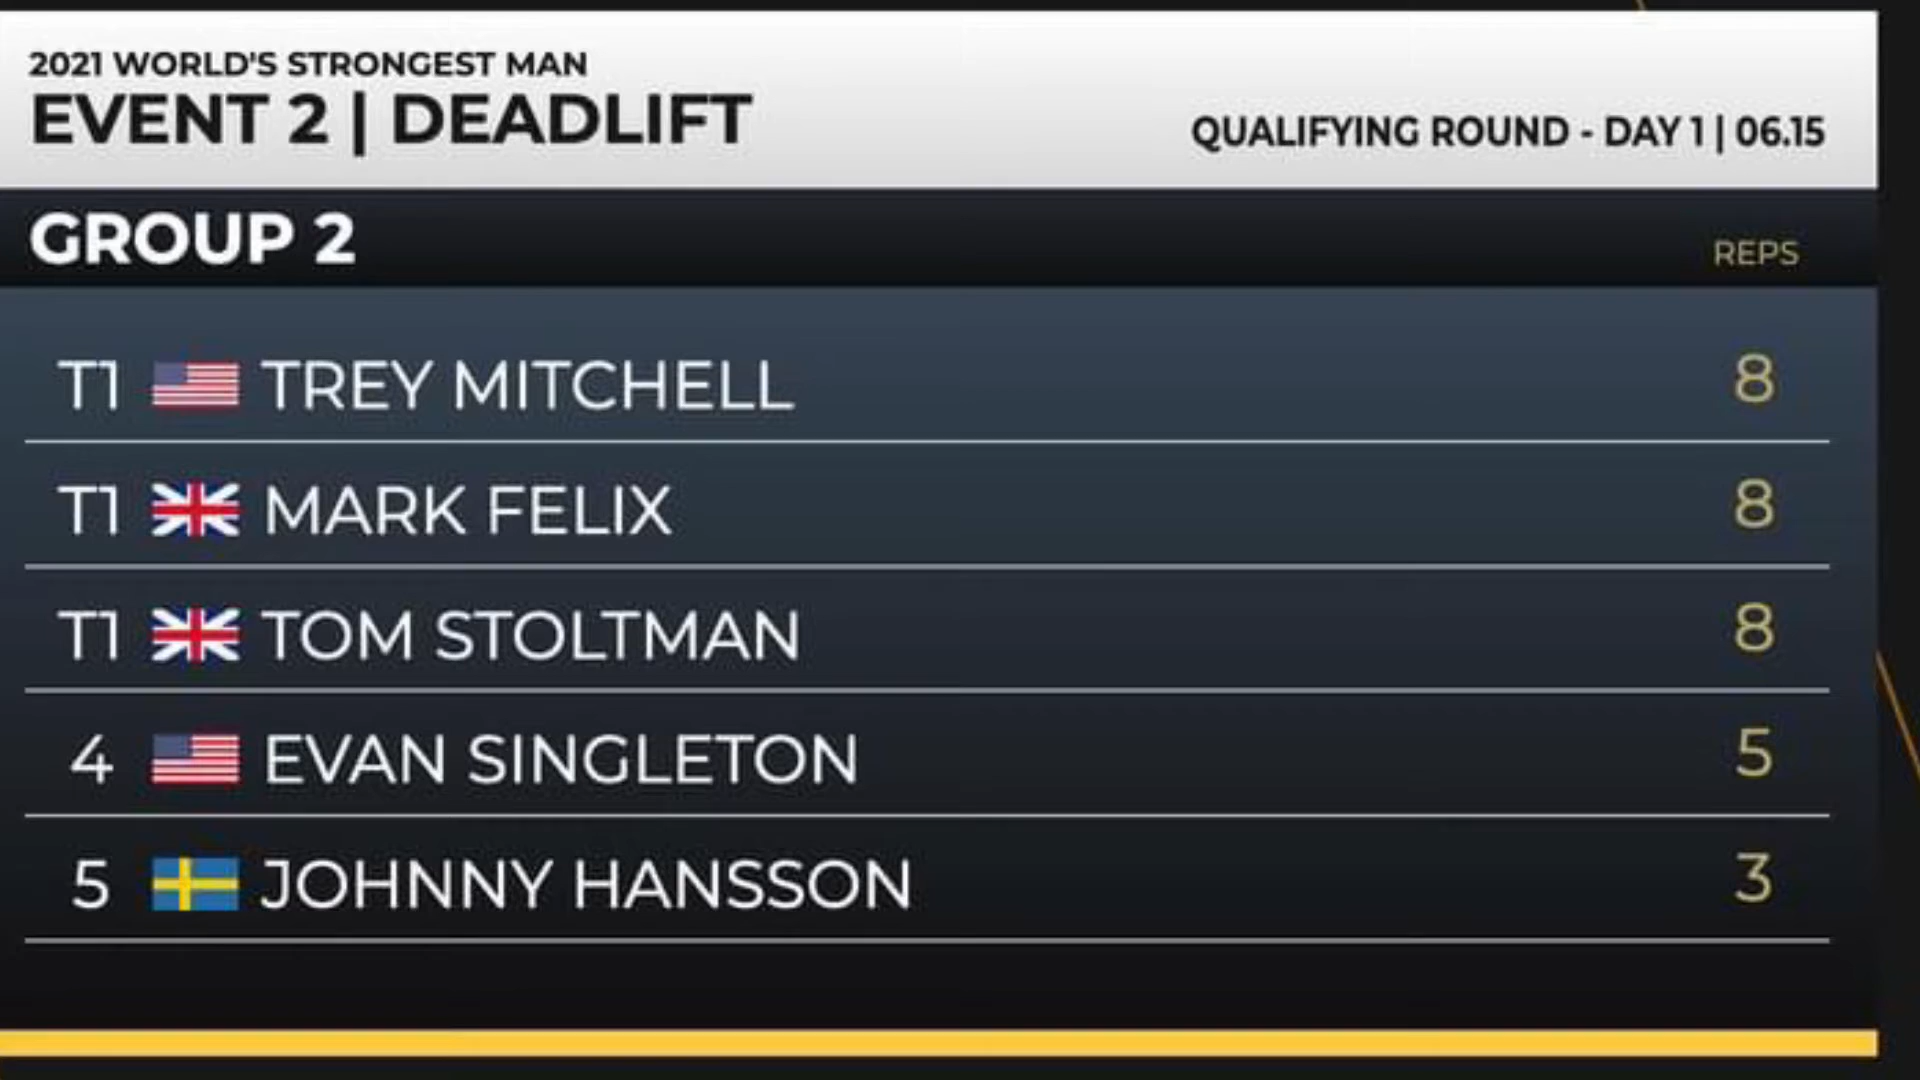 2021 WORLD'S STRONGEST MAN
EVENT 2 | DEADLIFT
QUALIFYING ROUND - DAY 1 | 06.15
GROUP 2
REPS
T1 TREY MITCHELL 8
T1 MARK FELIX 8
T1 TOM STOLTMAN 8
4 EVAN SINGLETON 5
5 JOHNNY HANSSON 3